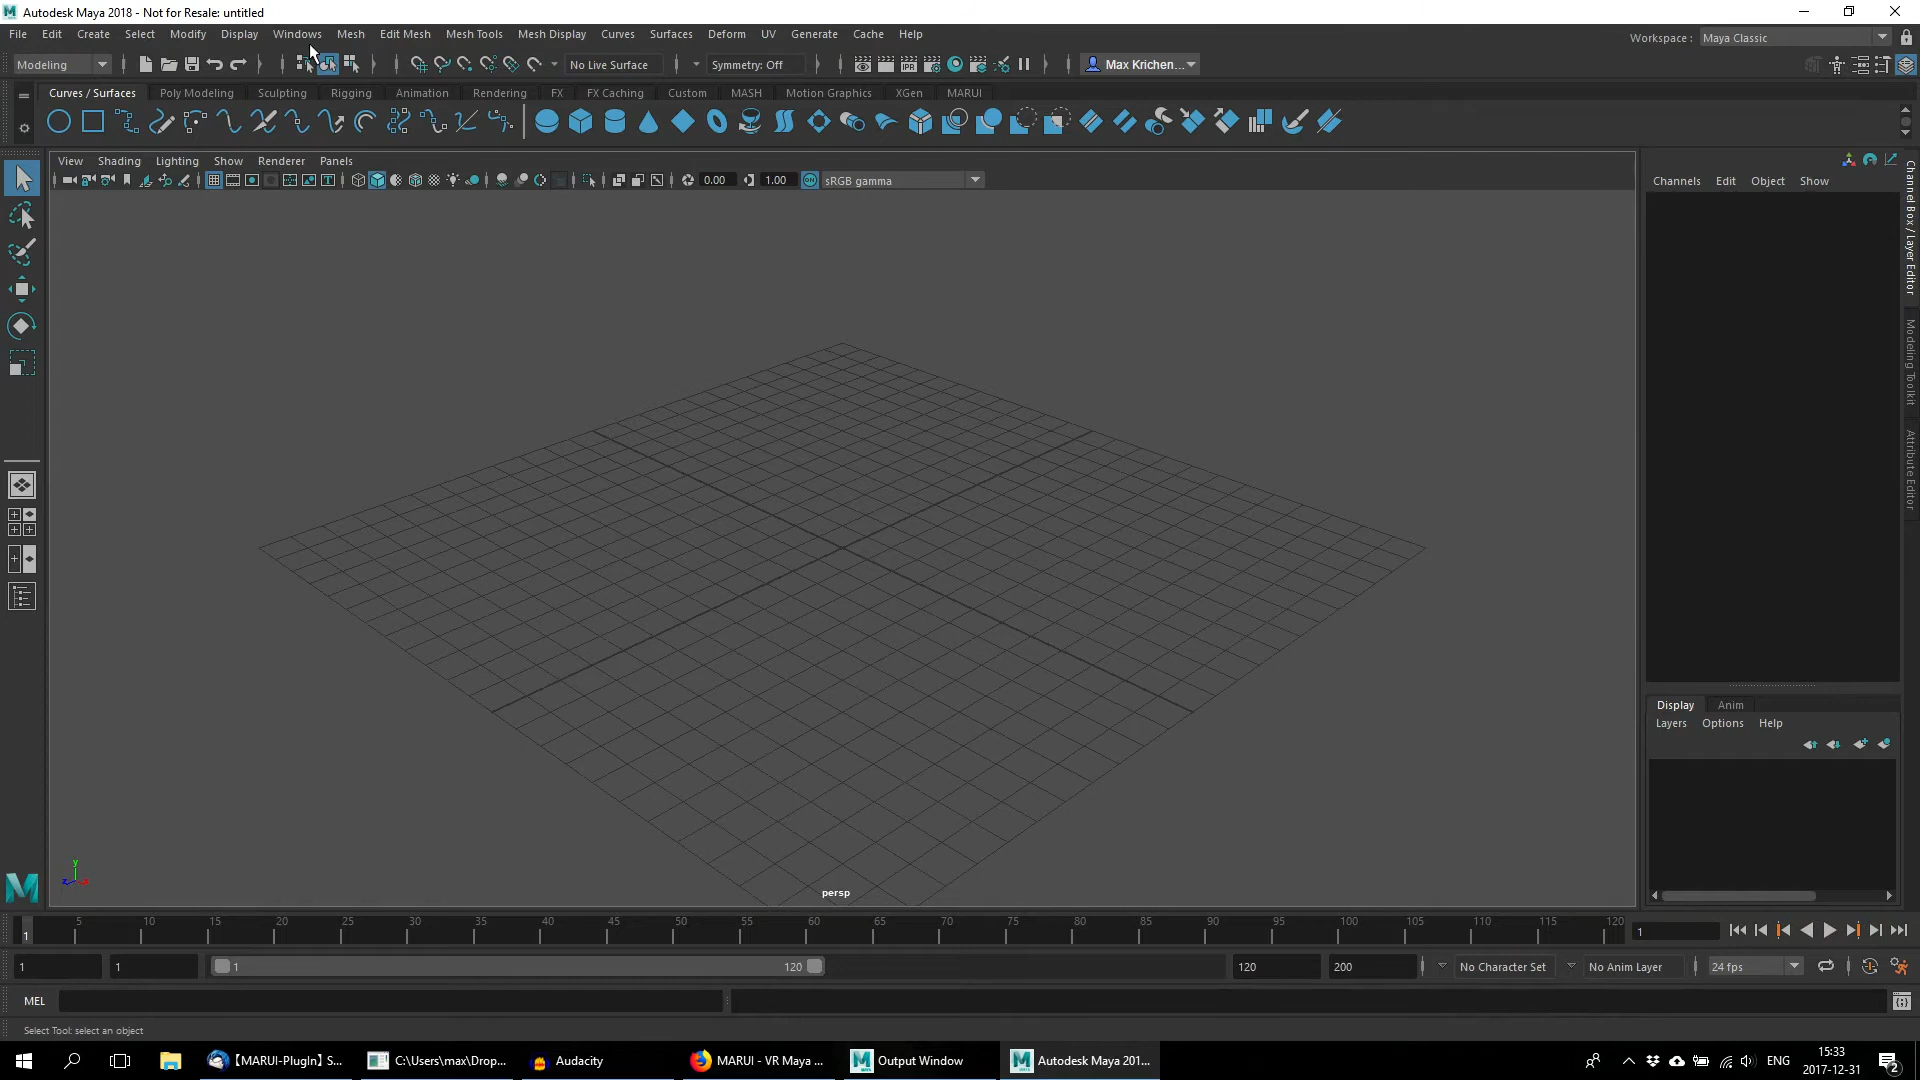 Autodesk Maya 2018 - Not for Resale: untitled
File Edit Create Select Modify Display Windows Mesh Edit Mesh Mesh Tools Mesh Display Curves Surfaces Deform UV Generate Cache Help
Workspace : Maya Classic
Modeling No Live Surface Symmetry: Off IPR Max Krichen...
Curves / Surfaces Poly Modeling Sculpting Rigging Animation Rendering FX FX Caching Custom MASH Motion Graphics XGen MARUI
View Shading Lighting Show Renderer Panels
0.00 1.00 ON sRGB gamma
Channels Edit Object Show
Channel Box / Layer Editor
Modeling Toolkit
Attribute Editor
Display Anim
Layers Options Help
y
z x
persp
1 5 10 15 20 25 30 35 40 45 50 55 60 65 70 75 80 85 90 95 100 105 110 115 120 1
1 1 1 120 120 200 No Character Set No Anim Layer 24 fps
MEL
Select Tool: select an object
【MARUI-PlugIn】 S... C:\Users\max\Drop... Audacity MARUI - VR Maya ... Output Window Autodesk Maya 201... ENG 15:33
2017-12-31
2